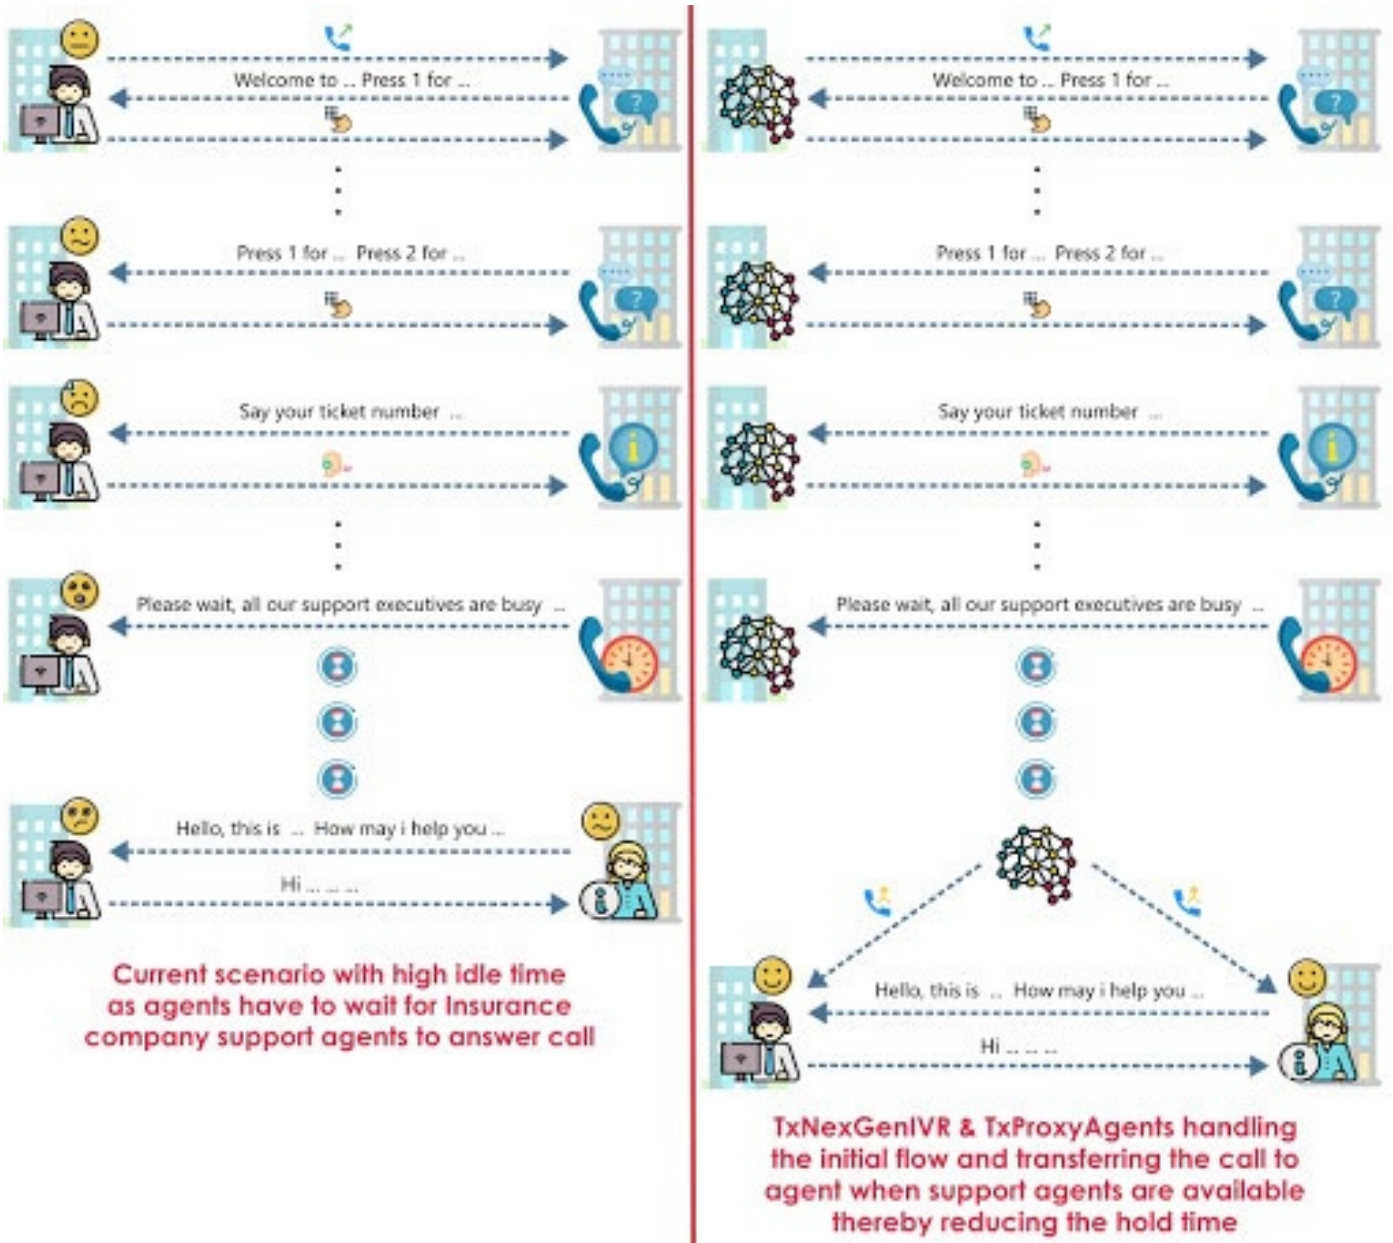 Welcome to ... Press 1 for ...
?
Press 1 for ... Press 2 for ...
?
Say your ticket number ...
i
Please wait, all our support executives are busy ...
Hello, this is ... How may i help you ...
Hi ... ... ...
i
Current scenario with high idle time
as agents have to wait for Insurance
company support agents to answer call
Welcome to ... Press 1 for ...
?
Press 1 for ... Press 2 for ...
?
Say your ticket number ...
i
Please wait, all our support executives are busy ...
Hello, this is ... How may i help you ...
Hi ... ... ...
i
TxNexGenIVR & TxProxyAgents handling
the initial flow and transferring the call to
agent when support agents are available
thereby reducing the hold time